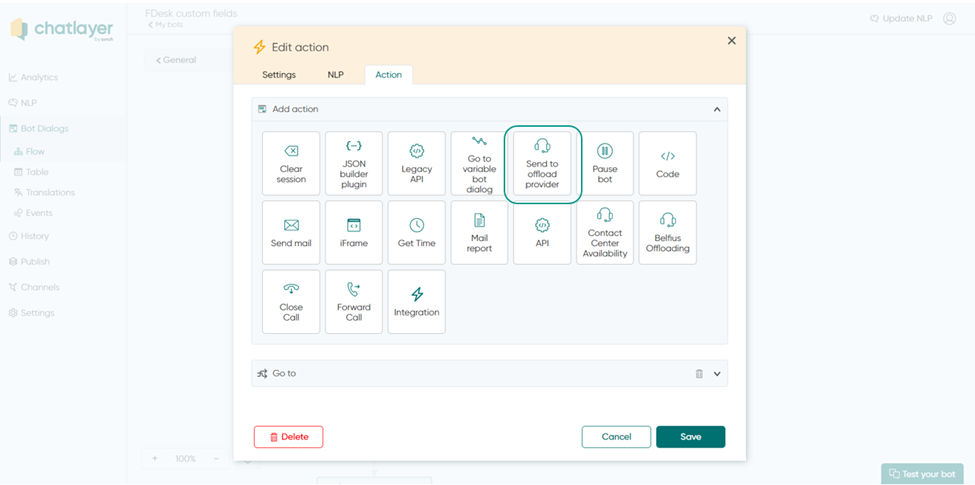 chatlayer
by sinch
FDesk custom fields
< My bots
Update NLP
Analytics
NLP
Bot Dialogs
Flow
Table
Translations
Events
History
Publish
Channels
Settings
< General
Edit action
Settings
NLP
Action
Add action
Clear
session
{--}
JSON
builder
plugin
Legacy
API
Go to
variable
bot
dialog
Send to
offload
provider
Pause
bot
</>
Code
Send mail
iFrame
Get Time
Mail
report
API
Contact
Center
Availability
Belfius
Offloading
Close
Call
Forward
Call
Integration
Go to
Delete
Cancel
Save
+ 100% -
Test your bot